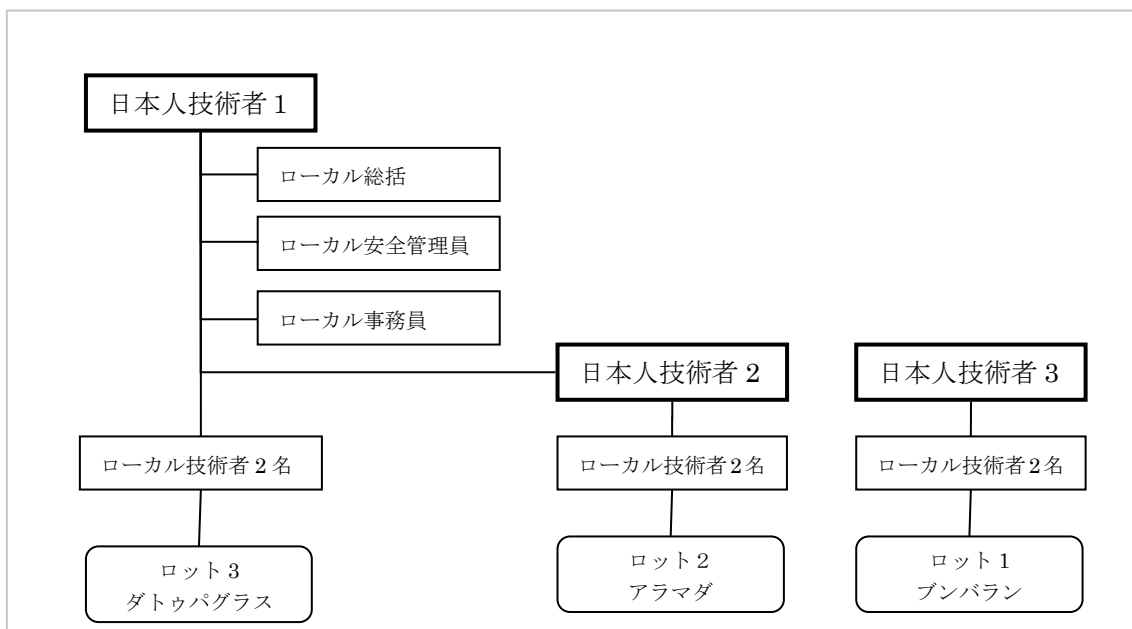 日本人技術者 1
ローカル総括
ローカル安全管理員
ローカル事務員
日本人技術者 2
日本人技術者 3
ローカル技術者 2 名
ローカル技術者 2 名
ローカル技術者 2 名
ロット 3
ダトゥパグラス
ロット 2
アラマダ
ロット 1
ブンバラン